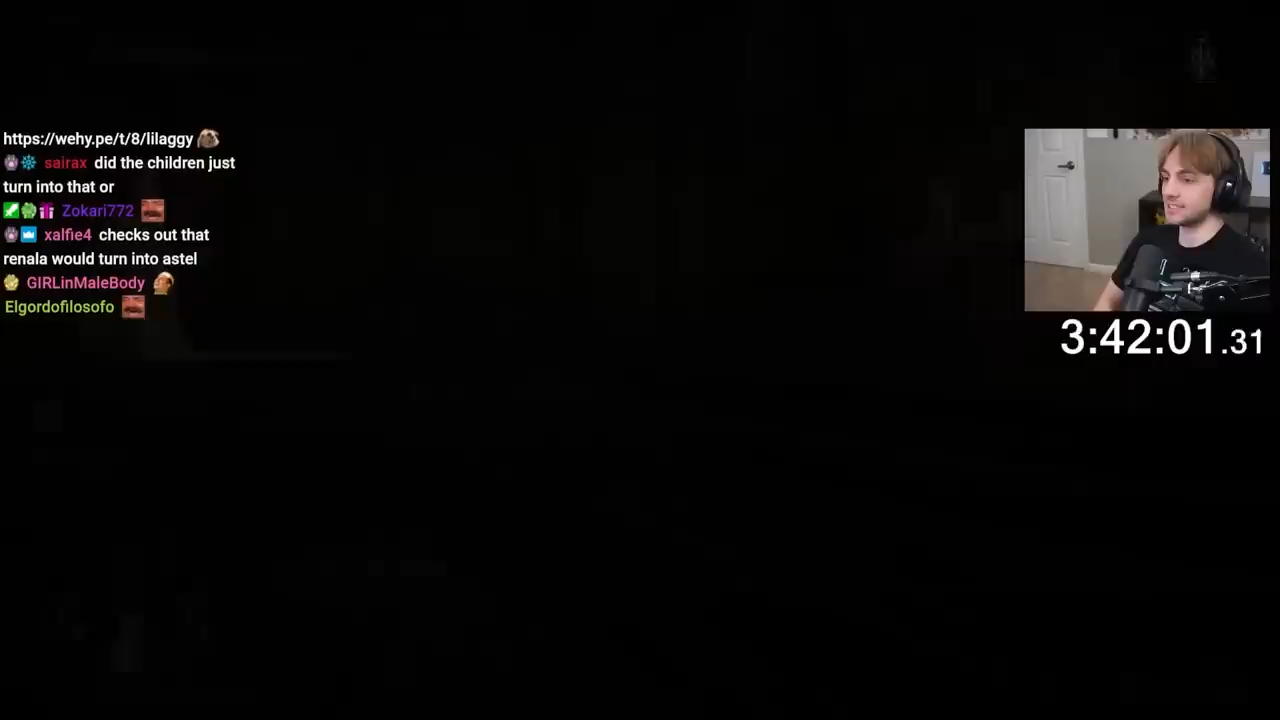 https://wehy.pe/t/8/lilaggy
sairax did the children just
turn into that or
Zokari772
xalfie4 checks out that
renala would turn into astel
GIRLinMaleBody
Elgordofilosofo
3:42:01.31